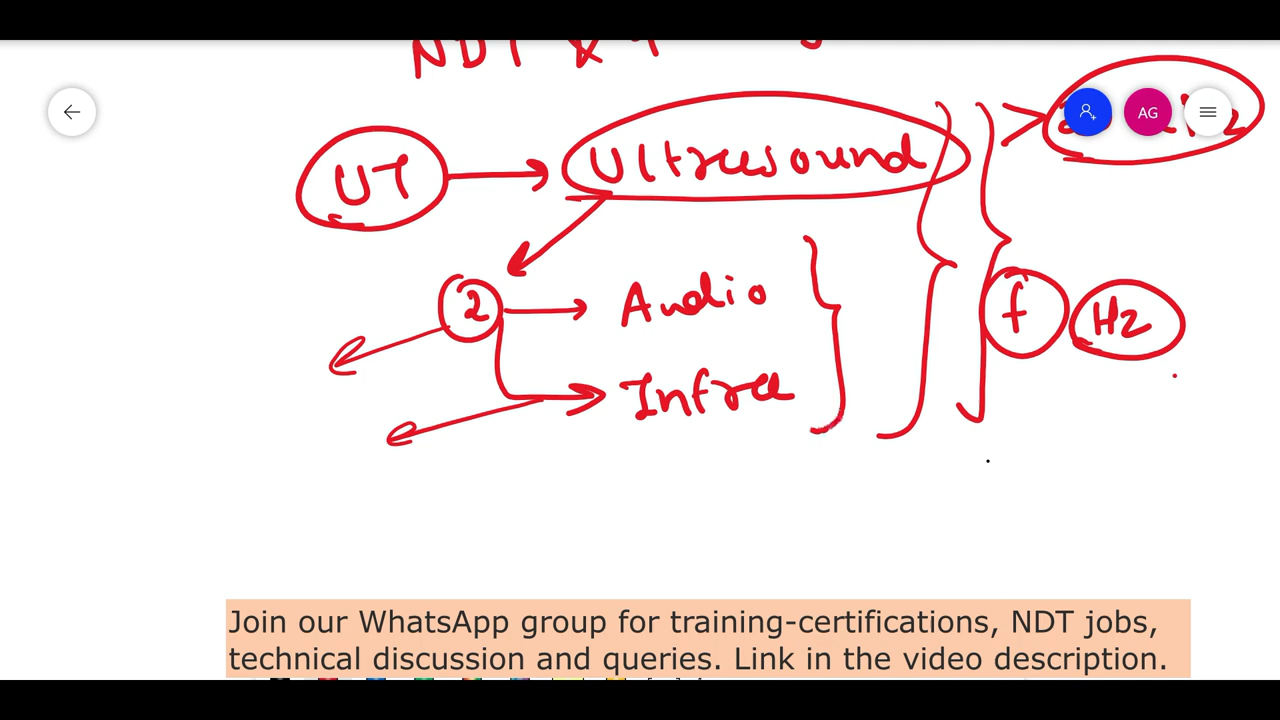 NDT &
UT → Ultrasound
AG
2 → Audio
f Hz
Infra
Join our WhatsApp group for training-certifications, NDT jobs,
technical discussion and queries. Link in the video description.